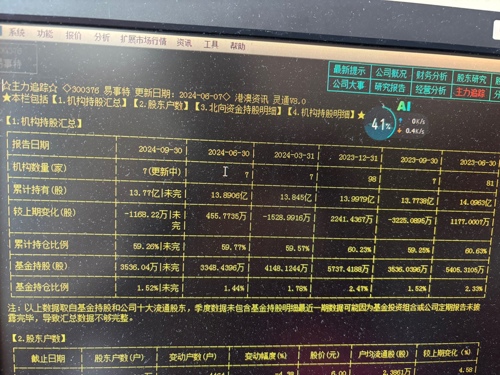 系统 功能 报价 分析 扩展市场行情 资讯 工具 帮助
最新提示 公司概况 财务分析 股东研究
公司大事 研究报告 经营分析 主力追踪 分
☆主力追踪☆ ◇300376 易事特 更新日期：2024-06-07◇ 港澳资讯 灵通V8.0
★本栏包括【1.机构持股汇总】【2.股东户数】【3.北向资金持股明细】【4.机构持股明细】★
AI
41%
0K/s
0.4K/s
【1.机构持股汇总】
报告日期 2024-09-30 2024-06-30 2024-03-31 2023-12-31 2023-09-30 2023-06-30
机构数量(家) 7(更新中) 7 7 98 7 81
累计持有(股) 13.77亿|未完 13.8906亿 13.845亿 13.9979亿 13.7738亿 14.0963亿
较上期变化(股) -1168.22万|未完 455.7735万 -1528.9916万 2241.4367万 -3225.0895万 1177.0007万
累计持仓比例 59.26%|未完 59.77% 59.57% 60.23% 59.25% 60.63%
基金持股(股) 3536.04万|未完 3348.4396万 4148.1244万 5737.4188万 3536.0396万 5405.3105万
基金持仓比例 1.52%|未完 1.44% 1.78% 2.47% 1.52% 2.33%
注：以上数据取自基金持股和公司十大流通股东，季度数据未包含基金持股明细最近一期数据可能因为基金投资组合或公司定期报告未披
露完毕，导致汇总数据不够完整。
【2.股东户数】
截止日期 股东户数(户) 变动户数(户) 变动幅度(%) 股价(元) 户均流通股(股) 较上期变化(%)
6.00 4.58